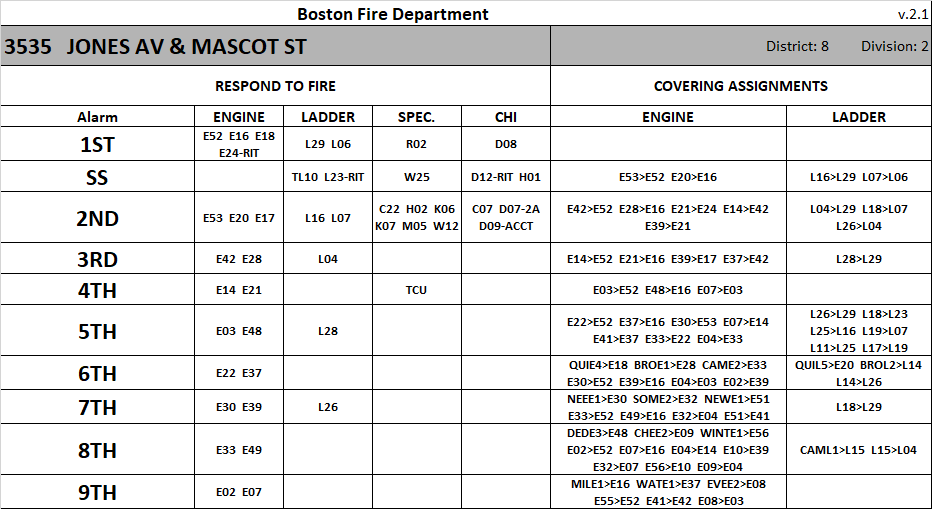 Boston Fire Department v.2.1
3535 JONES AV & MASCOT ST District: 8 Division: 2
RESPOND TO FIRE COVERING ASSIGNMENTS
Alarm ENGINE LADDER SPEC. CHI ENGINE LADDER
1ST E52 E16 E18 L29 L06 R02 D08
E24-RIT
SS TL10 L23-RIT W25 D12-RIT H01 E53>E52 E20>E16 L16>L29 L07>L06
2ND E53 E20 E17 L16 L07 C22 H02 K06 C07 D07-2A E42>E52 E28>E16 E21>E24 E14>E42 L04>L29 L18>L07
K07 M05 W12 D09-ACCT E39>E21 L26>L04
3RD E42 E28 L04 E14>E52 E21>E16 E39>E17 E37>E42 L28>L29
4TH E14 E21 TCU E03>E52 E48>E16 E07>E03
5TH E03 E48 L28 E22>E52 E37>E16 E30>E53 E07>E14 L26>L29 L18>L23
E41>E37 E33>E22 E04>E33 L25>L16 L19>L07
L11>L25 L17>L19
6TH E22 E37 QUIE4>E18 BROE1>E28 CAME2>E33 QUIL5>E20 BROL2>L14
E30>E52 E39>E16 E04>E03 E02>E39 L14>L26
7TH E30 E39 L26 NEEE1>E30 SOME2>E32 NEWE1>E51 L18>L29
E33>E52 E49>E16 E32>E04 E51>E41
8TH E33 E49 DEDE3>E48 CHEE2>E09 WINTE1>E56 CAML1>L15 L15>L04
E02>E52 E07>E16 E04>E14 E10>E39
E32>E07 E56>E10 E09>E04
9TH E02 E07 MILE1>E16 WATE1>E37 EVEE2>E08
E55>E52 E41>E42 E08>E03